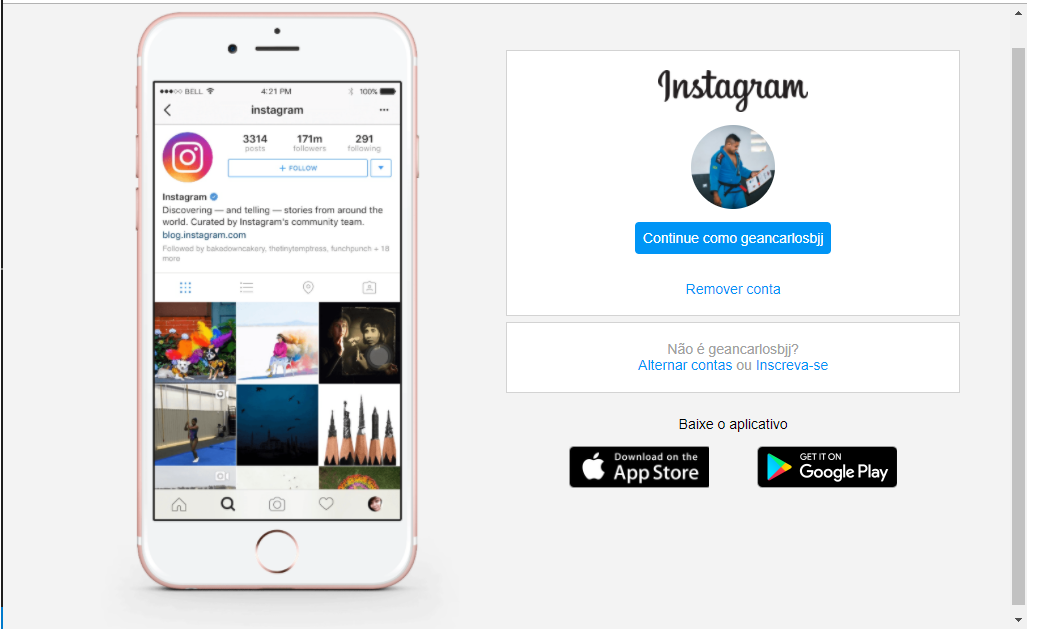 BELL 4:21 PM 100%
instagram
3314 171m 291
posts followers following
+ FOLLOW
Instagram
Discovering — and telling — stories from around the
world. Curated by Instagram's community team.
blog.instagram.com
Followed by bakedowncakery, thetinytemptress, funchpunch + 18
more
Instagram
Continue como geancarlosbjj
Remover conta
Não é geancarlosbjj?
Alternar contas ou Inscreva-se
Baixe o aplicativo
Download on the
App Store
GET IT ON
Google Play